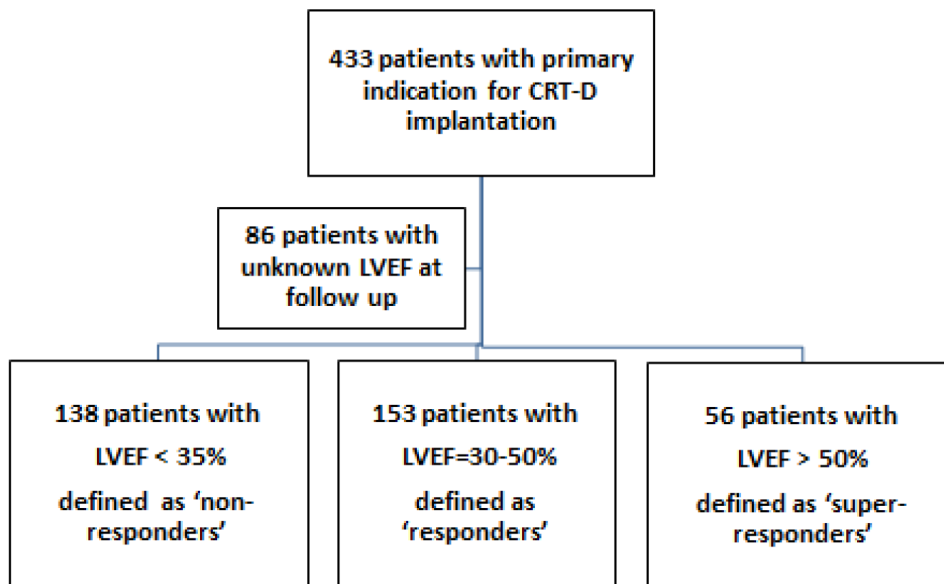 433 patients with primary
indication for CRT-D
implantation
86 patients with
unknown LVEF at
follow up
138 patients with
LVEF < 35%
defined as ‘non-
responders’
153 patients with
LVEF=30-50%
defined as
‘responders’
56 patients with
LVEF > 50%
defined as ‘super-
responders’